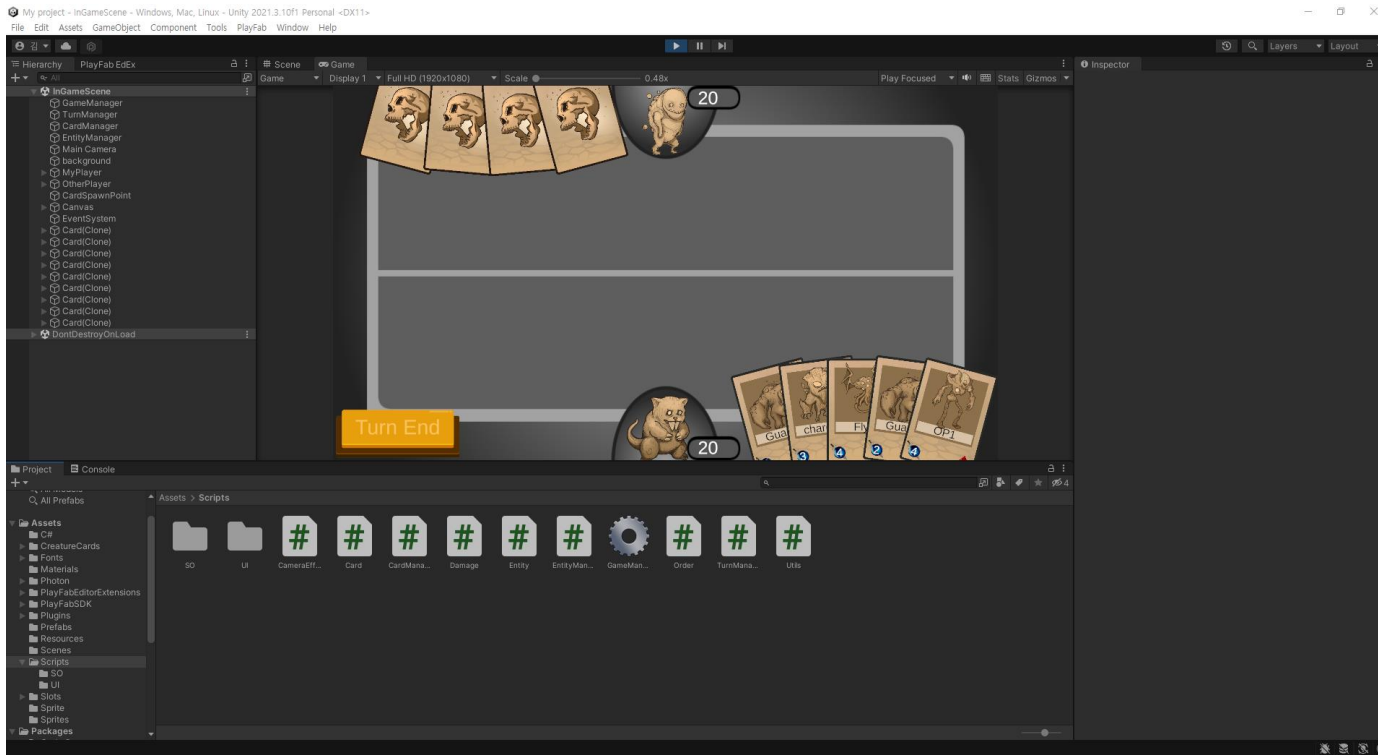 My project - InGameScene - Windows, Mac, Linux - Unity 2021.3.10f1 Personal <DX11>
File Edit Assets GameObject Component Tools PlayFab Window Help
김
Layers
Layout
Hierarchy
PlayFab EdEx
Scene
Game
Inspector
All
Game
Display 1
Full HD (1920x1080)
Scale
0.48x
Play Focused
Stats
Gizmos
InGameScene
GameManager
TurnManager
CardManager
EntityManager
Main Camera
background
MyPlayer
OtherPlayer
CardSpawnPoint
Canvas
EventSystem
Card(Clone)
Card(Clone)
Card(Clone)
Card(Clone)
Card(Clone)
Card(Clone)
Card(Clone)
Card(Clone)
Card(Clone)
DontDestroyOnLoad
20
Turn End
20
Gua
char
Fly
Gua
OP1
3
4
2
4
Project
Console
4
All Prefabs
Assets > Scripts
Assets
C#
CreatureCards
Fonts
Materials
Photon
PlayFabEditorExtensions
PlayFabSDK
Plugins
Prefabs
Resources
Scenes
Scripts
SO
UI
Slots
Sprite
Sprites
Packages
SO
UI
CameraEff...
Card
CardMana...
Damage
Entity
EntityMan...
GameMan...
Order
TurnMana...
Utils